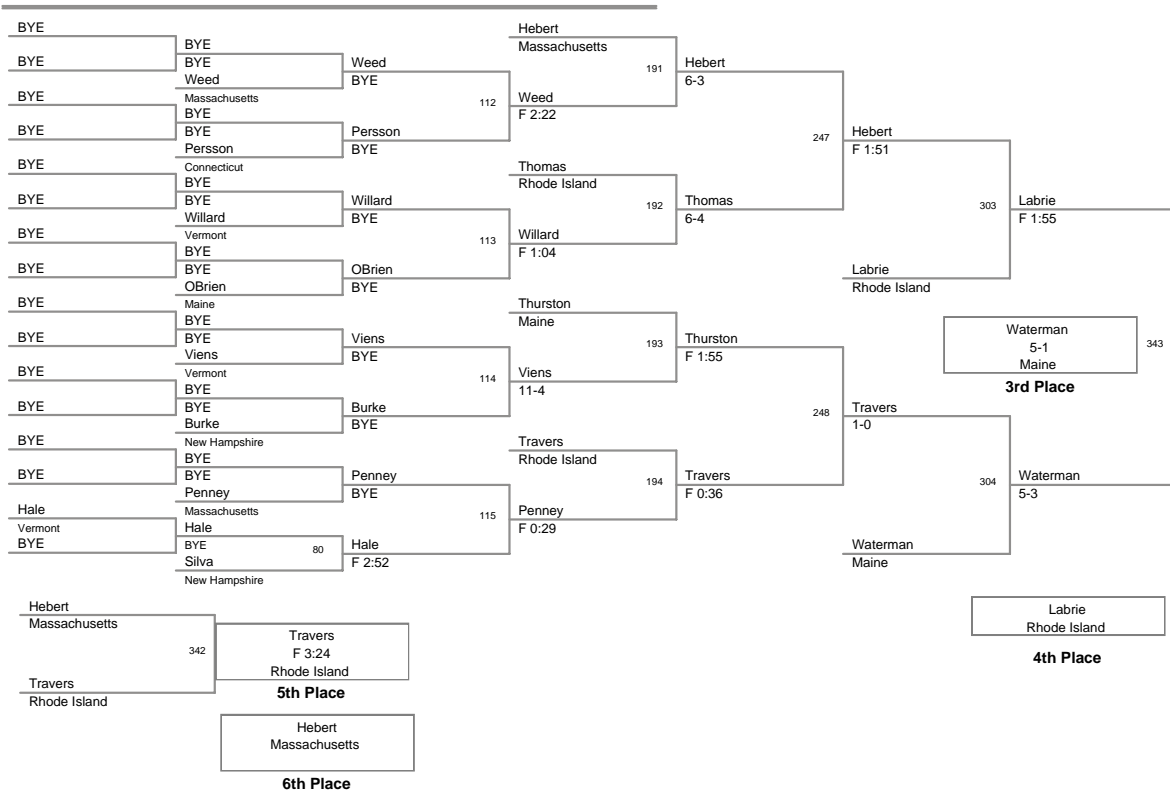 BYE
BYE
BYE
BYE
BYE
BYE
BYE
BYE
BYE
BYE
BYE
BYE
BYE
BYE
Hale
Vermont
BYE
BYE
BYE
Weed
Massachusetts
BYE
BYE
Persson
Connecticut
BYE
BYE
Willard
Vermont
BYE
BYE
OBrien
Maine
BYE
BYE
Viens
Vermont
BYE
BYE
Burke
New Hampshire
BYE
BYE
Penney
Massachusetts
Hale
BYE
80
Silva
New Hampshire
Weed
BYE
112
Persson
BYE
Willard
BYE
113
OBrien
BYE
Viens
BYE
114
Burke
BYE
Penney
BYE
115
Hale
F 2:52
Hebert
Massachusetts
191
Weed
F 2:22
Thomas
Rhode Island
192
Willard
F 1:04
Thurston
Maine
193
Viens
11-4
Travers
Rhode Island
194
Penney
F 0:29
Hebert
6-3
247
Thomas
6-4
Thurston
F 1:55
248
Travers
F 0:36
Hebert
F 1:51
303
Labrie
Rhode Island
Travers
1-0
304
Waterman
Maine
Labrie
F 1:55
Waterman
5-1
Maine
343
3rd Place
Waterman
5-3
Labrie
Rhode Island
4th Place
Hebert
Massachusetts
342
Travers
Rhode Island
Travers
F 3:24
Rhode Island
5th Place
Hebert
Massachusetts
6th Place